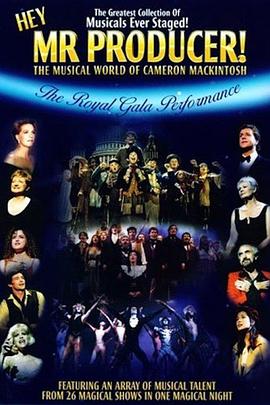 The Greatest Collection Of
Musicals Ever Staged!
HEY
MR PRODUCER!
THE MUSICAL WORLD OF CAMERON MACKINTOSH
The Royal Gala Performance
FEATURING AN ARRAY OF MUSICAL TALENT
FROM 26 MAGICAL SHOWS IN ONE MAGICAL NIGHT